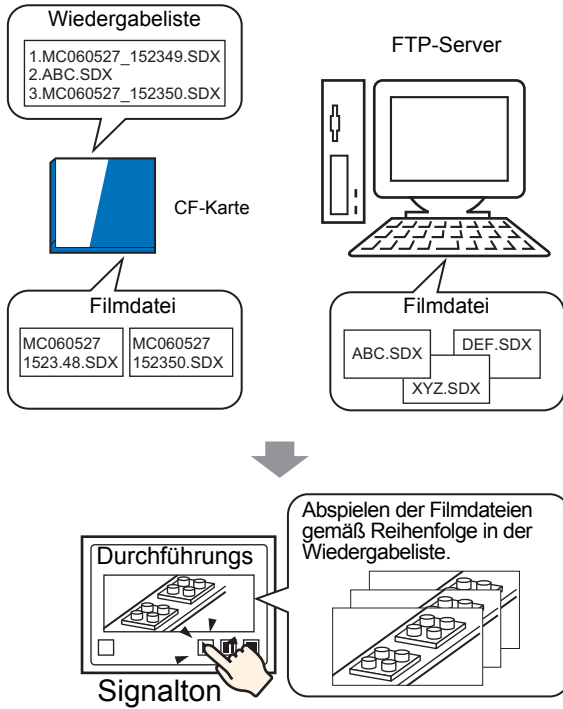 Wiedergabeliste
1.MC060527_152349.SDX
2.ABC.SDX
3.MC060527_152350.SDX
FTP-Server
CF-Karte
Filmdatei
MC060527
1523.48.SDX
MC060527
152350.SDX
Filmdatei
ABC.SDX
DEF.SDX
XYZ.SDX
Abspielen der Filmdateien
gemäß Reihenfolge in der
Wiedergabeliste.
Durchführungs
Signalton